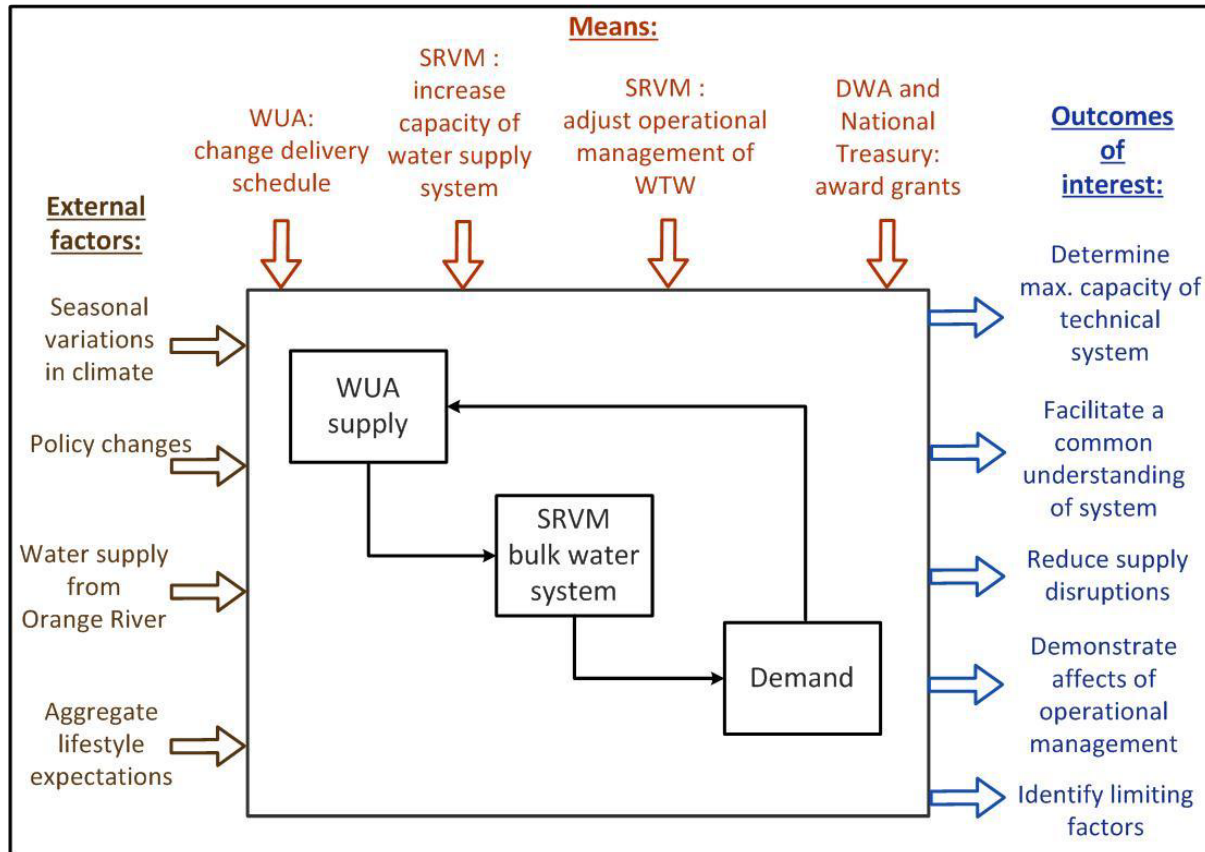 Means:
WUA:
change delivery
schedule
SRVM :
increase
capacity of
water supply
system
SRVM :
adjust operational
management of
WTW
DWA and
National
Treasury:
award grants
External
factors:
Seasonal
variations
in climate
Policy changes
Water supply
from
Orange River
Aggregate
lifestyle
expectations
WUA
supply
SRVM
bulk water
system
Demand
Outcomes
of
interest:
Determine
max. capacity of
technical
system
Facilitate a
common
understanding
of system
Reduce supply
disruptions
Demonstrate
affects of
operational
management
Identify limiting
factors